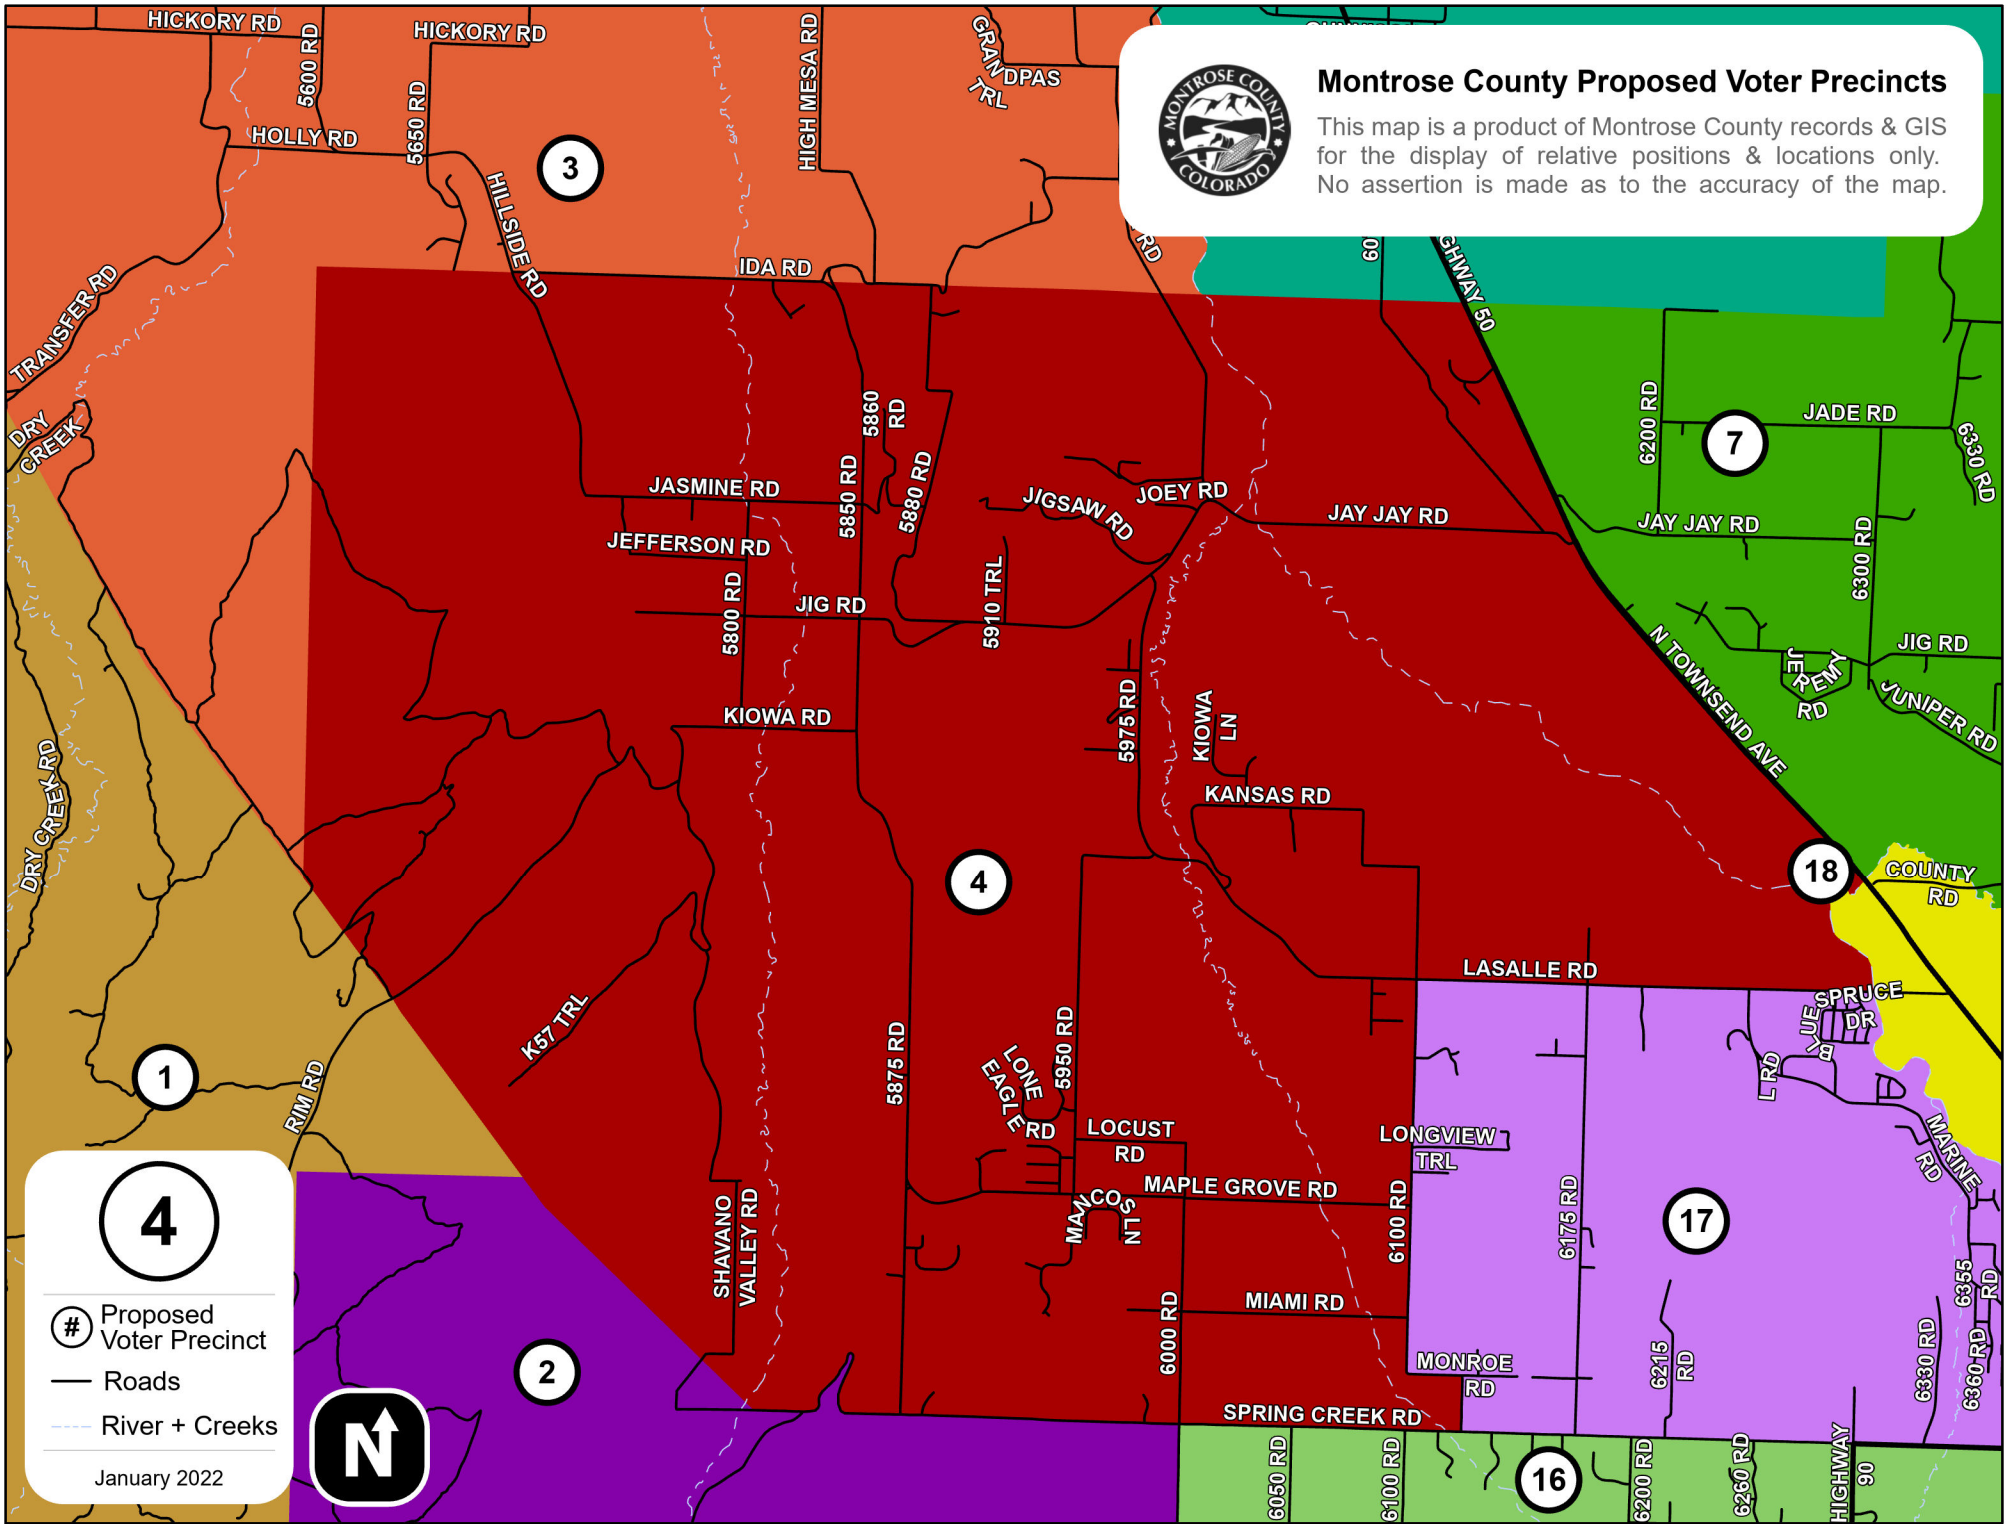 HICKORY RD
5600 RD
HICKORY RD
5650 RD
HIGH MESA RD
GRANDPAS
TRL
Montrose County Proposed Voter Precincts
This map is a product of Montrose County records & GIS
for the display of relative positions & locations only.
No assertion is made as to the accuracy of the map.
MONTROSE COUNTY
COLORADO
HOLLY RD
3
HILLSIDE RD
IDA RD
RD
60
GHWAY 50
TRANSFER RD
DRY
CREEK
5860
RD
6200 RD
JADE RD
7
6330 RD
JASMINE RD
5850 RD
5880 RD
JIGSAW RD
JOEY RD
JAY JAY RD
JAY JAY RD
JEFFERSON RD
5800 RD
JIG RD
5910 TRL
6300 RD
N TOWNSEND AVE
JEREMY
RD
JIG RD
JUNIPER RD
KIOWA RD
5975 RD
KIOWA
LN
DRY CREEK RD
KANSAS RD
4
18
COUNTY
RD
LASALLE RD
SPRUCE
DR
BLUE
K57 TRL
5875 RD
5950 RD
LONE
EAGLE
RD
L RD
1
RIM RD
LOCUST
RD
LONGVIEW
TRL
MARINE
RD
MAPLE GROVE RD
MANCOS LN
SHAVANO
VALLEY RD
6100 RD
6175 RD
17
6355
RD
MIAMI RD
6000 RD
2
MONROE
RD
6215
RD
6330 RD
6360 RD
SPRING CREEK RD
6050 RD
6100 RD
16
6200 RD
6260 RD
HIGHWAY
90
4
#
Proposed
Voter Precinct
Roads
River + Creeks
January 2022
N